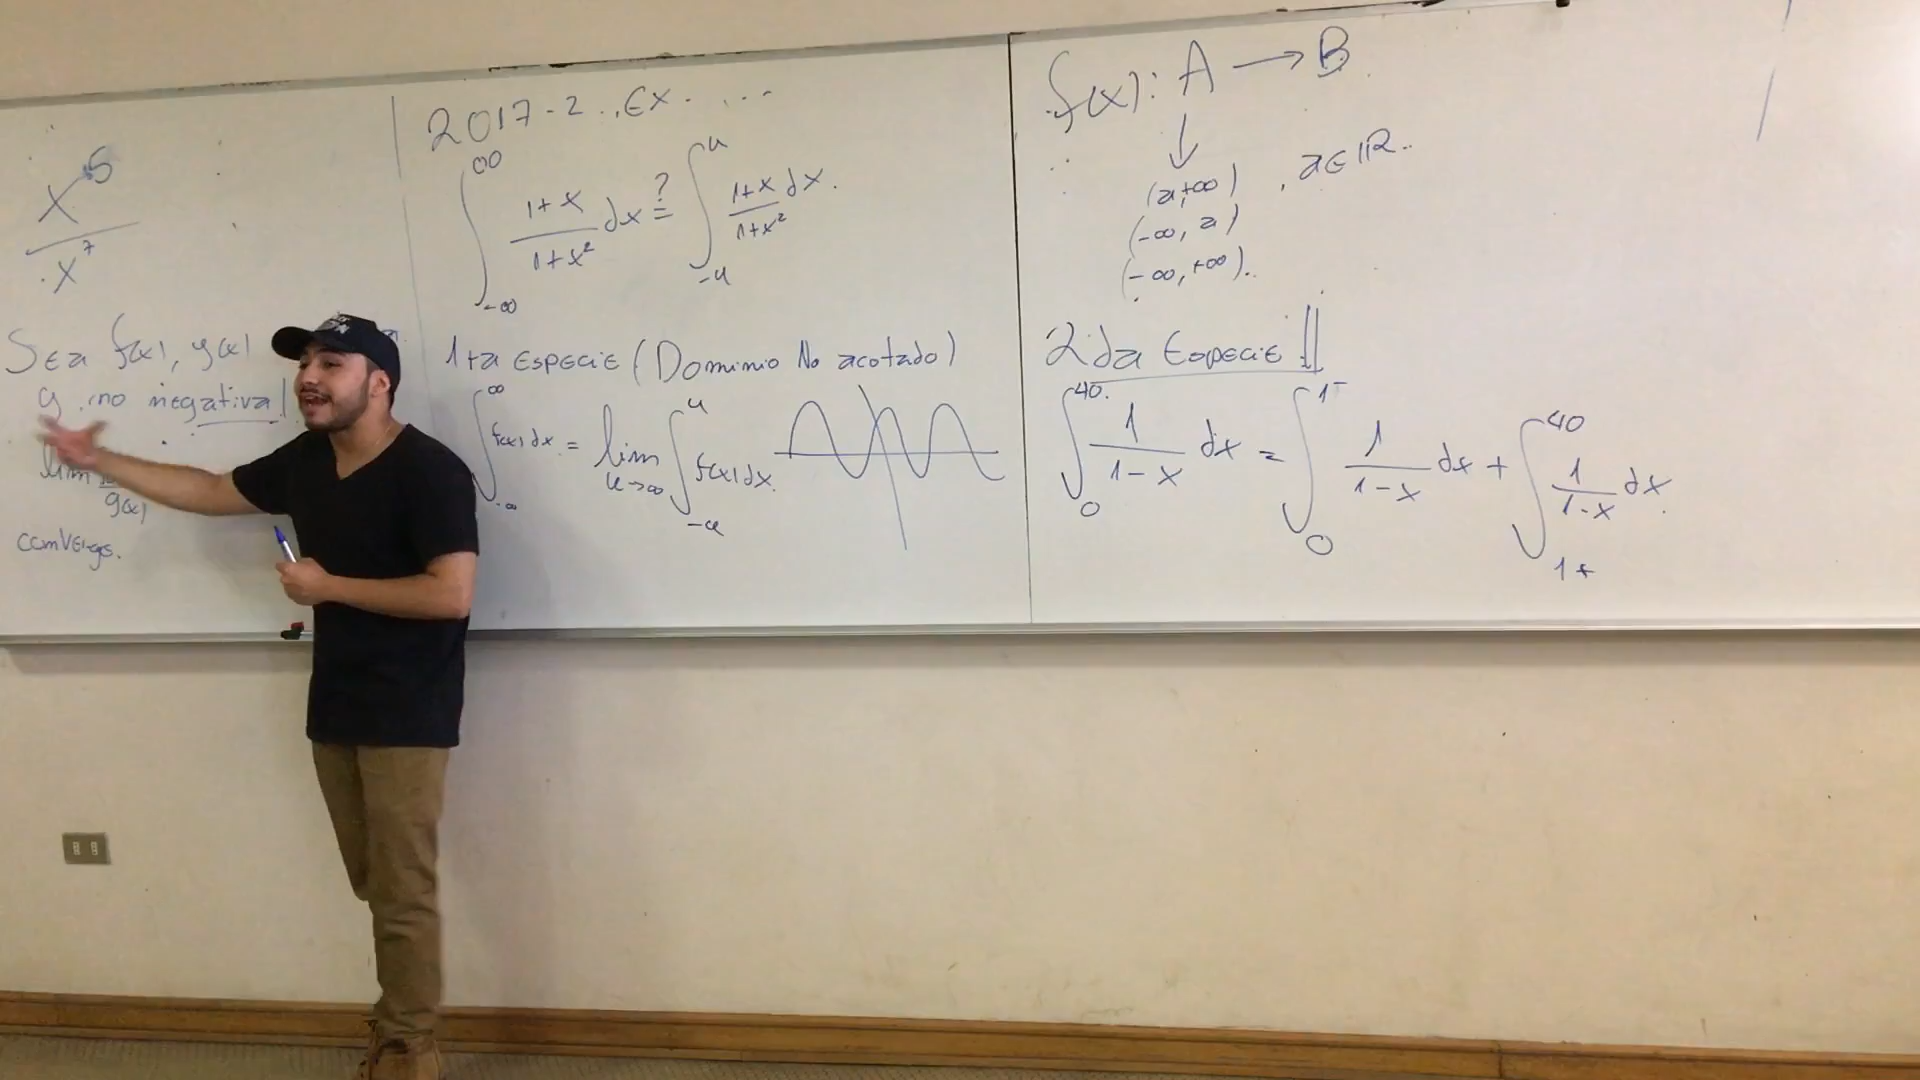 x^5
/ x^7
Sea f(x), g(x)
g no negativa!
lim
g(x)
converge.
2017-2 .. Ex. ...
∫_{-∞}^{∞} (1+x)/(1+x²) dx ≟ ∫_{-u}^{u} (1+x)/(1+x²) dx.
1ra Especie (Dominio No acotado)
∫_{-∞}^{∞} f(x)dx = lim_{u→∞} ∫_{-u}^{u} f(x)dx
f(x): A → B
↓
(a,+∞) , a∈ℝ..
(-∞, a)
(-∞, +∞).
2da Especie !!
∫_0^{40} 1/(1-x) dx = ∫_0^{1⁻} 1/(1-x) dx + ∫_{1+}^{40} 1/(1-x) dx.